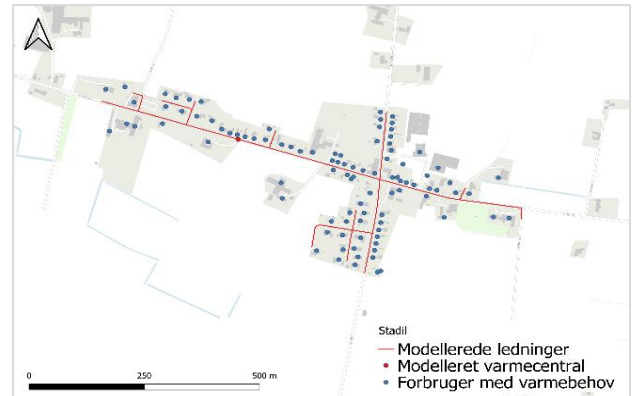 Stadil
Modellerede ledninger
Modelleret varmecentral
Forbruger med varmebehov
0 250 500 m